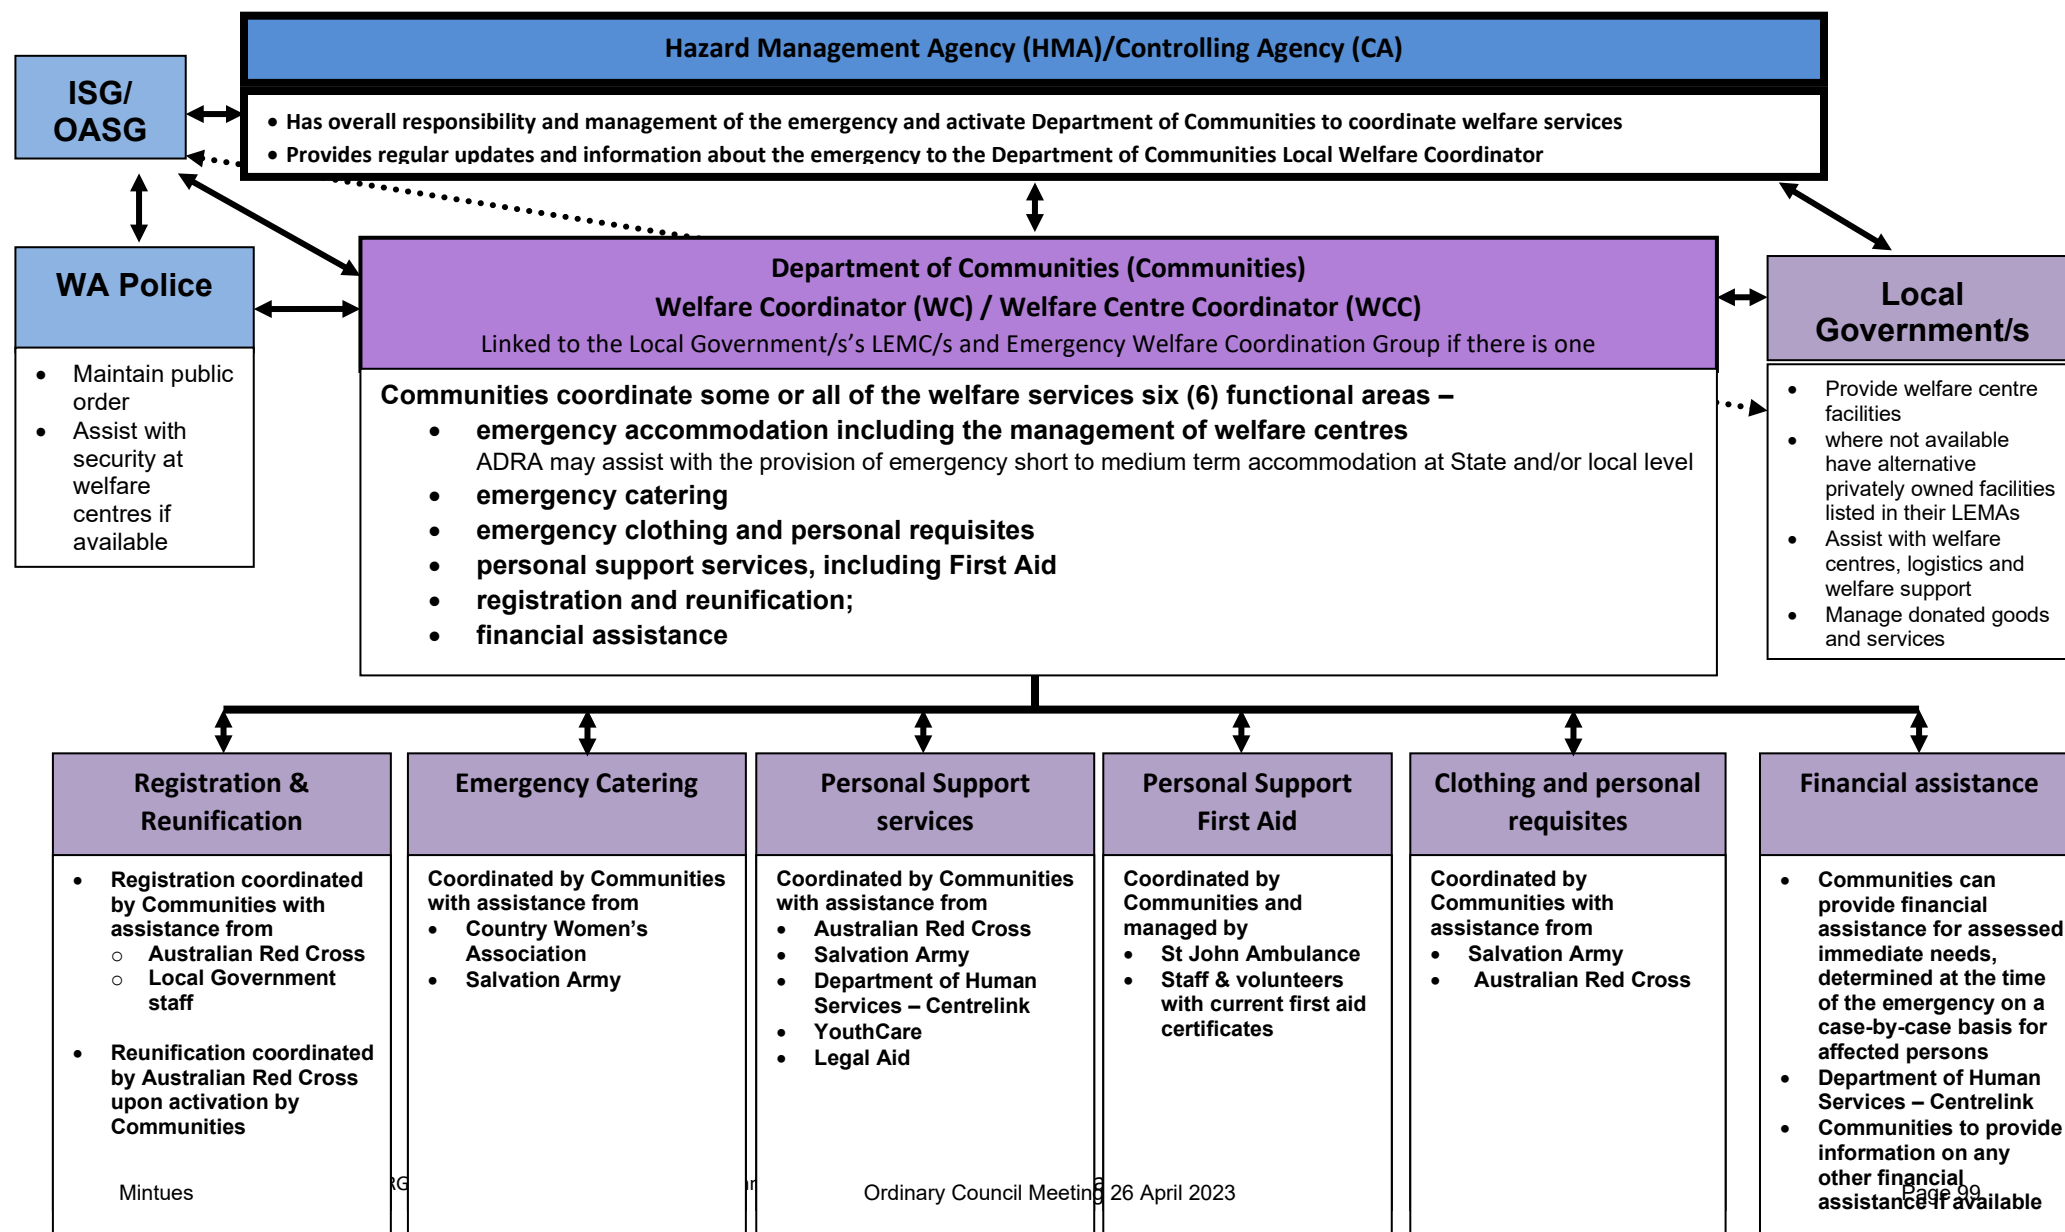 Hazard Management Agency (HMA)/Controlling Agency (CA)
ISG/
OASG
• Has overall responsibility and management of the emergency and activate Department of Communities to coordinate welfare services
• Provides regular updates and information about the emergency to the Department of Communities Local Welfare Coordinator
WA Police
• Maintain public
order
• Assist with
security at
welfare
centres if
available
Department of Communities (Communities)
Welfare Coordinator (WC) / Welfare Centre Coordinator (WCC)
Linked to the Local Government/s's LEMC/s and Emergency Welfare Coordination Group if there is one
Communities coordinate some or all of the welfare services six (6) functional areas –
• emergency accommodation including the management of welfare centres
ADRA may assist with the provision of emergency short to medium term accommodation at State and/or local level
• emergency catering
• emergency clothing and personal requisites
• personal support services, including First Aid
• registration and reunification;
• financial assistance
Local
Government/s
• Provide welfare centre
facilities
• where not available
have alternative
privately owned facilities
listed in their LEMAs
• Assist with welfare
centres, logistics and
welfare support
• Manage donated goods
and services
Registration &
Reunification
• Registration coordinated
by Communities with
assistance from
o Australian Red Cross
o Local Government
staff
• Reunification coordinated
by Australian Red Cross
upon activation by
Communities
Emergency Catering
Coordinated by Communities
with assistance from
• Country Women's
Association
• Salvation Army
Personal Support
services
Coordinated by Communities
with assistance from
• Australian Red Cross
• Salvation Army
• Department of Human
Services – Centrelink
• YouthCare
• Legal Aid
Personal Support
First Aid
Coordinated by
Communities and
managed by
• St John Ambulance
• Staff & volunteers
with current first aid
certificates
Clothing and personal
requisites
Coordinated by
Communities with
assistance from
• Salvation Army
• Australian Red Cross
Financial assistance
• Communities can
provide financial
assistance for assessed
immediate needs,
determined at the time
of the emergency on a
case-by-case basis for
affected persons
• Department of Human
Services – Centrelink
• Communities to provide
information on any
other financial
assistance if available
Mintues
Ordinary Council Meeting 26 April 2023
Page 99